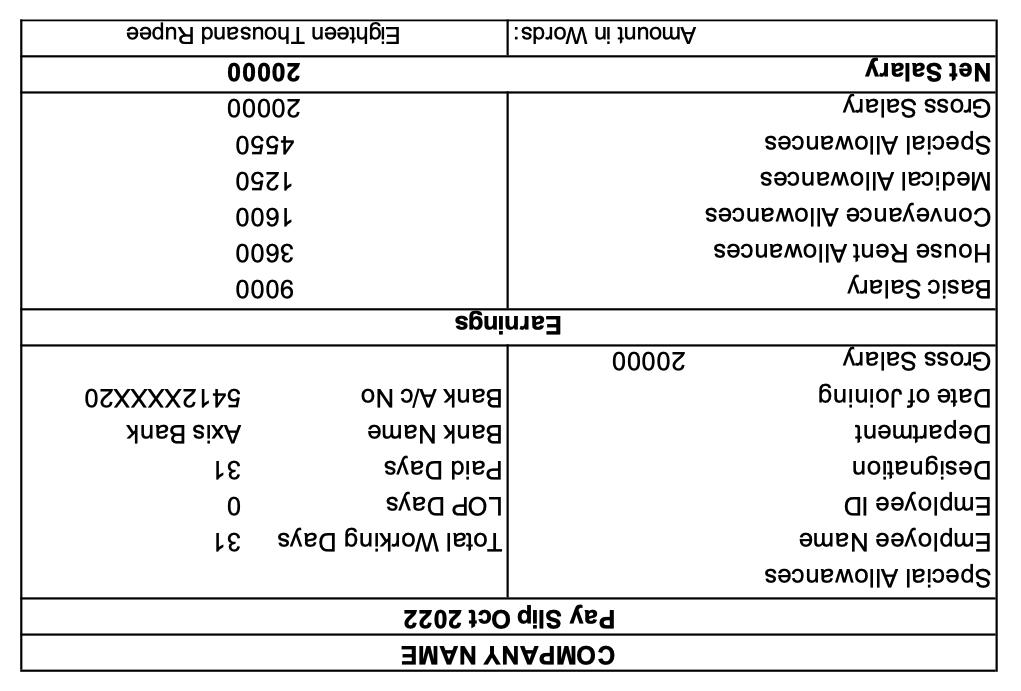 COMPANY NAME
Pay Slip Oct 2022
Special Allowances
Employee Name Total Working Days 31
Employee ID LOP Days 0
Designation Paid Days 31
Department Bank Name Axis Bank
Date of Joining Bank A/c No 5412XXXXX20
Gross Salary 20000
Earnings
Basic Salary 9000
House Rent Allowances 3600
Conveyance Allowances 1600
Medical Allowances 1250
Special Allowances 4550
Gross Salary 20000
Net Salary 20000
Amount in Words: Eighteen Thousand Rupee